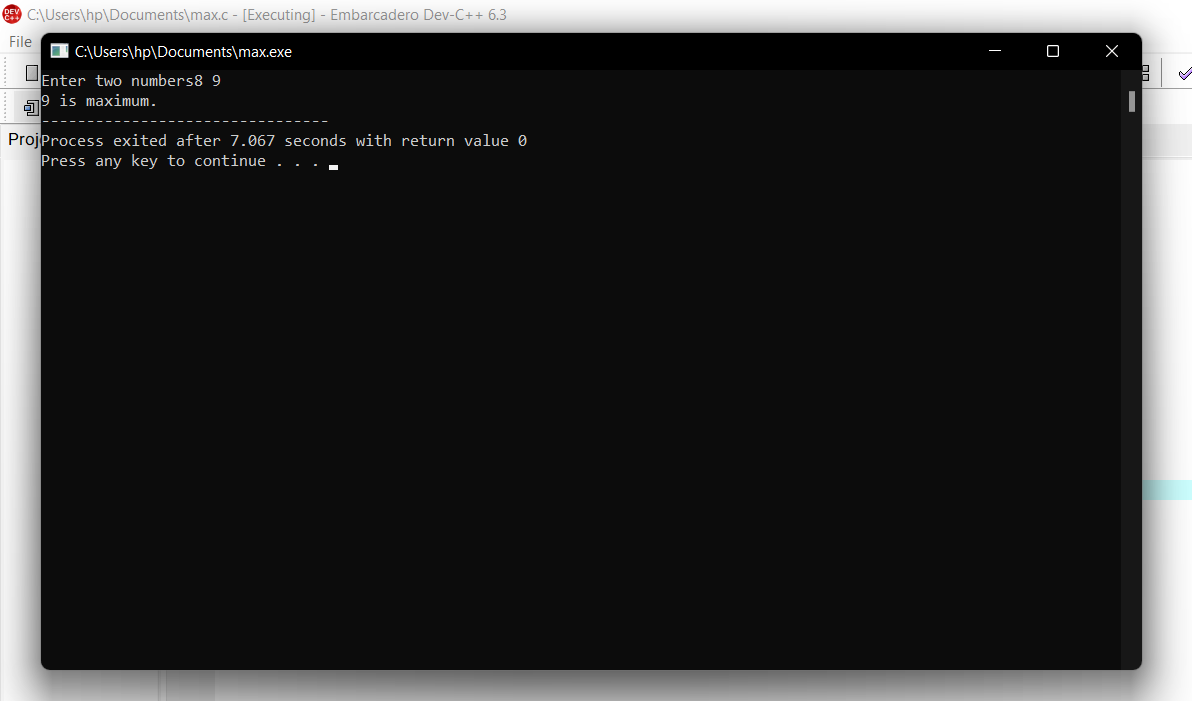 DEV C++
C:\Users\hp\Documents\max.c - [Executing] - Embarcadero Dev-C++ 6.3
File
C:\Users\hp\Documents\max.exe
Enter two numbers8 9
9 is maximum.
--------------------------------
Process exited after 7.067 seconds with return value 0
Press any key to continue . . .
Proj